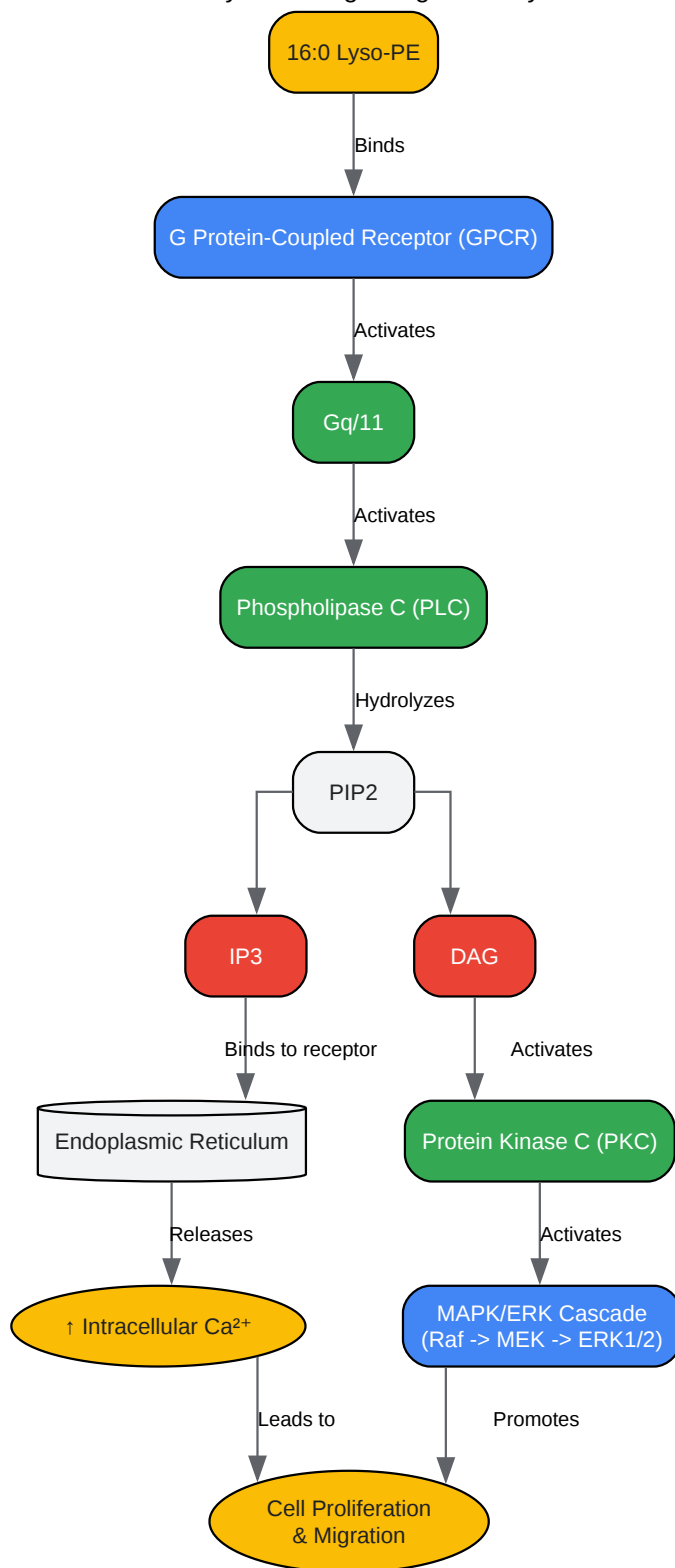 16:0 Lyso-PE
Binds
G Protein-Coupled Receptor (GPCR)
Activates
Gq/11
Activates
Phospholipase C (PLC)
Hydrolyzes
PIP2
IP3
DAG
Binds to receptor
Activates
Endoplasmic Reticulum
Protein Kinase C (PKC)
Releases
Activates
↑ Intracellular Ca²⁺
MAPK/ERK Cascade
(Raf -> MEK -> ERK1/2)
Leads to
Promotes
Cell Proliferation
& Migration